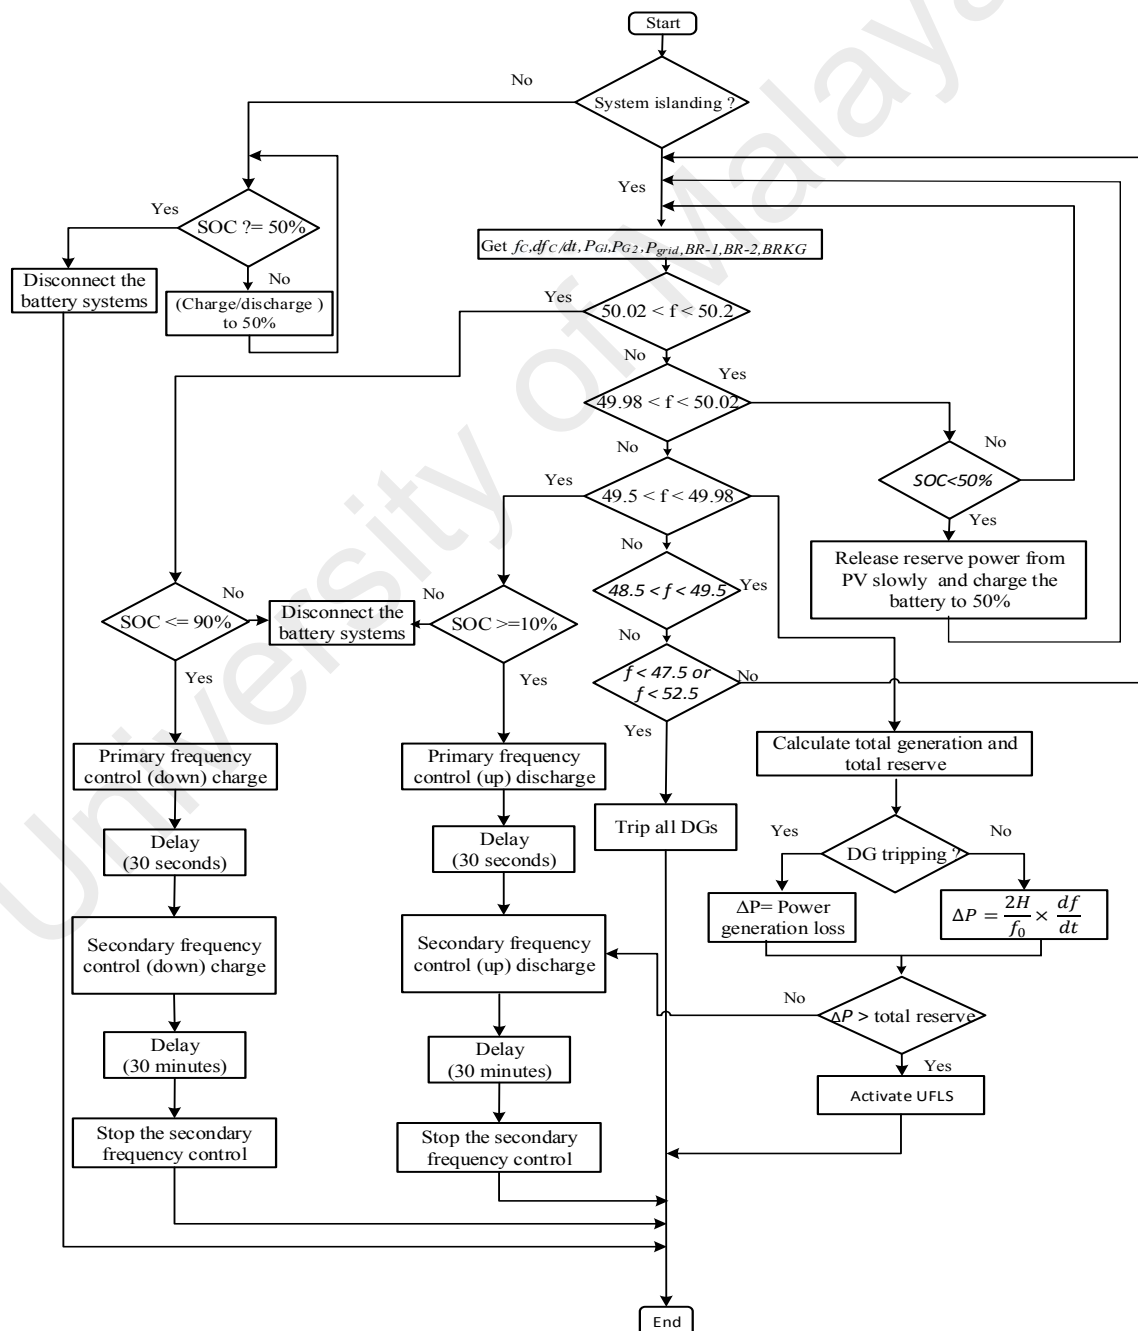 Start
No
System islanding ?
Yes
Yes
SOC ?= 50%
Get fC,dfC/dt,PG1,PG2,Pgrid,BR-1,BR-2,BRKG
Disconnect the
battery systems
No
(Charge/discharge )
to 50%
Yes
50.02 < f < 50.2
No
Yes
49.98 < f < 50.02
No
No
Yes
SOC<50%
49.5 < f < 49.98
Yes
No
Release reserve power from
PV slowly and charge the
battery to 50%
48.5 < f < 49.5
Yes
No
Disconnect the
battery systems
No
SOC <= 90%
SOC >=10%
No
f < 47.5 or
f < 52.5
No
Yes
Yes
Yes
Primary frequency
control (down) charge
Primary frequency
control (up) discharge
Calculate total generation and
total reserve
Trip all DGs
Delay
(30 seconds)
Delay
(30 seconds)
Yes
No
DG tripping ?
ΔP= Power
generation loss
ΔP = 2H/f0 × df/dt
Secondary frequency
control (down) charge
Secondary frequency
control (up) discharge
No
ΔP > total reserve
Yes
Delay
(30 minutes)
Delay
(30 minutes)
Activate UFLS
Stop the secondary
frequency control
Stop the secondary
frequency control
End
University of Malaya